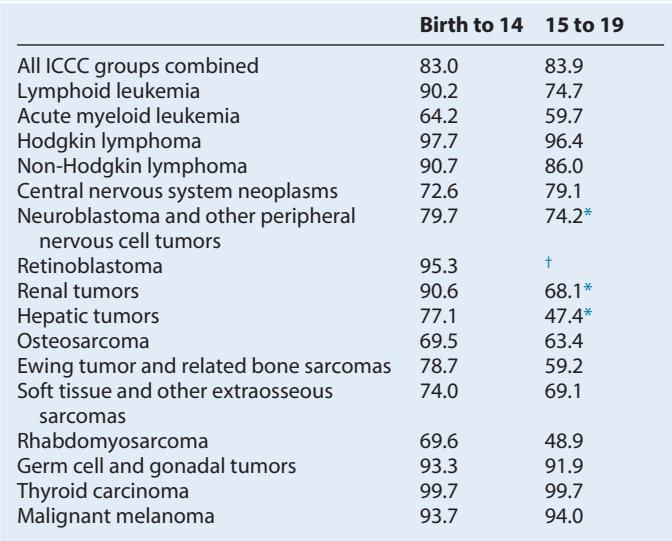 Birth to 14 15 to 19
All ICCC groups combined 83.0 83.9
Lymphoid leukemia 90.2 74.7
Acute myeloid leukemia 64.2 59.7
Hodgkin lymphoma 97.7 96.4
Non-Hodgkin lymphoma 90.7 86.0
Central nervous system neoplasms 72.6 79.1
Neuroblastoma and other peripheral 79.7 74.2*
nervous cell tumors
Retinoblastoma 95.3 †
Renal tumors 90.6 68.1*
Hepatic tumors 77.1 47.4*
Osteosarcoma 69.5 63.4
Ewing tumor and related bone sarcomas 78.7 59.2
Soft tissue and other extraosseous 74.0 69.1
sarcomas
Rhabdomyosarcoma 69.6 48.9
Germ cell and gonadal tumors 93.3 91.9
Thyroid carcinoma 99.7 99.7
Malignant melanoma 93.7 94.0